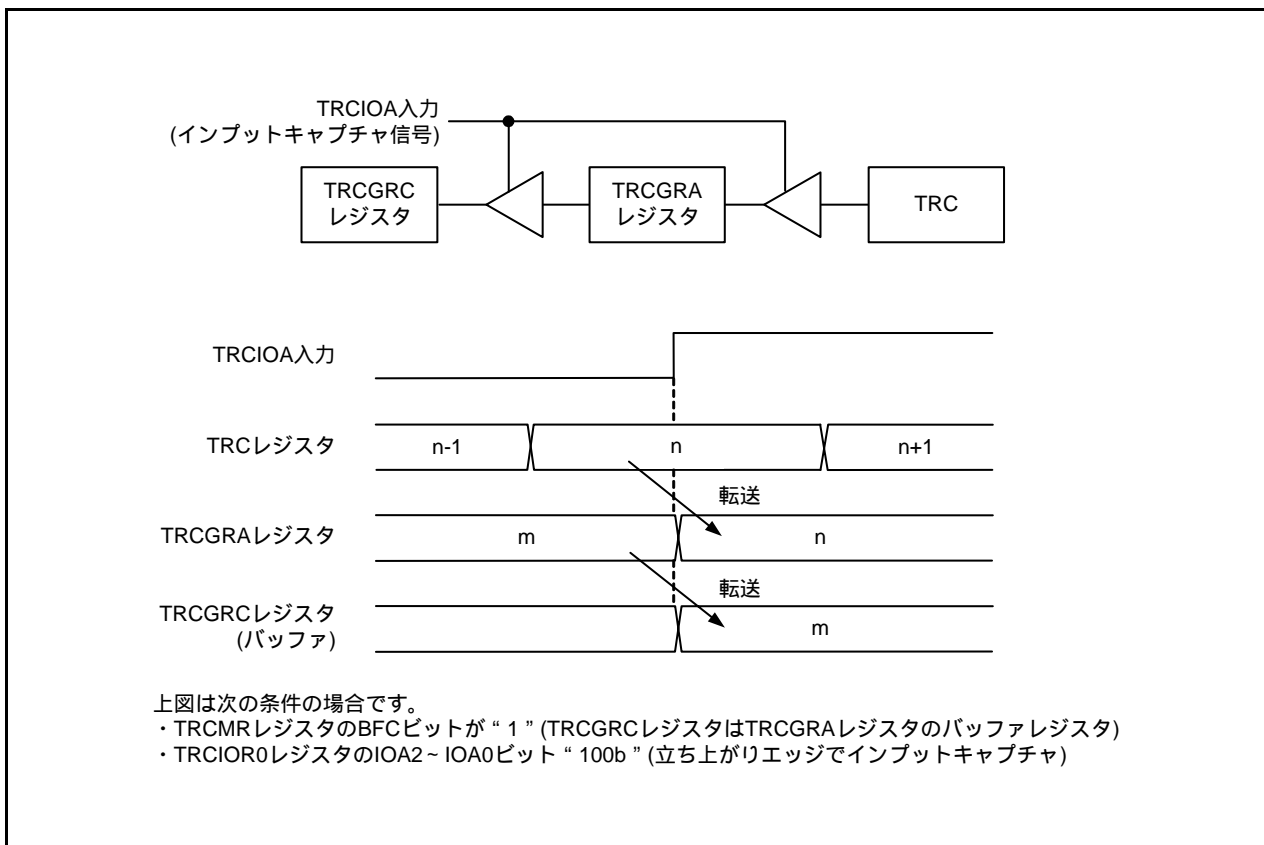 TRCIOA入力
(インプットキャプチャ信号)
TRCGRC
レジスタ
TRCGRA
レジスタ
TRC
TRCIOA入力
TRCレジスタ
n-1
n
n+1
転送
TRCGRAレジスタ
m
n
転送
TRCGRCレジスタ
(バッファ)
m
上図は次の条件の場合です。
・TRCMRレジスタのBFCビットが “ 1 ” (TRCGRCレジスタはTRCGRAレジスタのバッファレジスタ)
・TRCIOR0レジスタのIOA2 ~ IOA0ビット “ 100b ” (立ち上がりエッジでインプットキャプチャ)